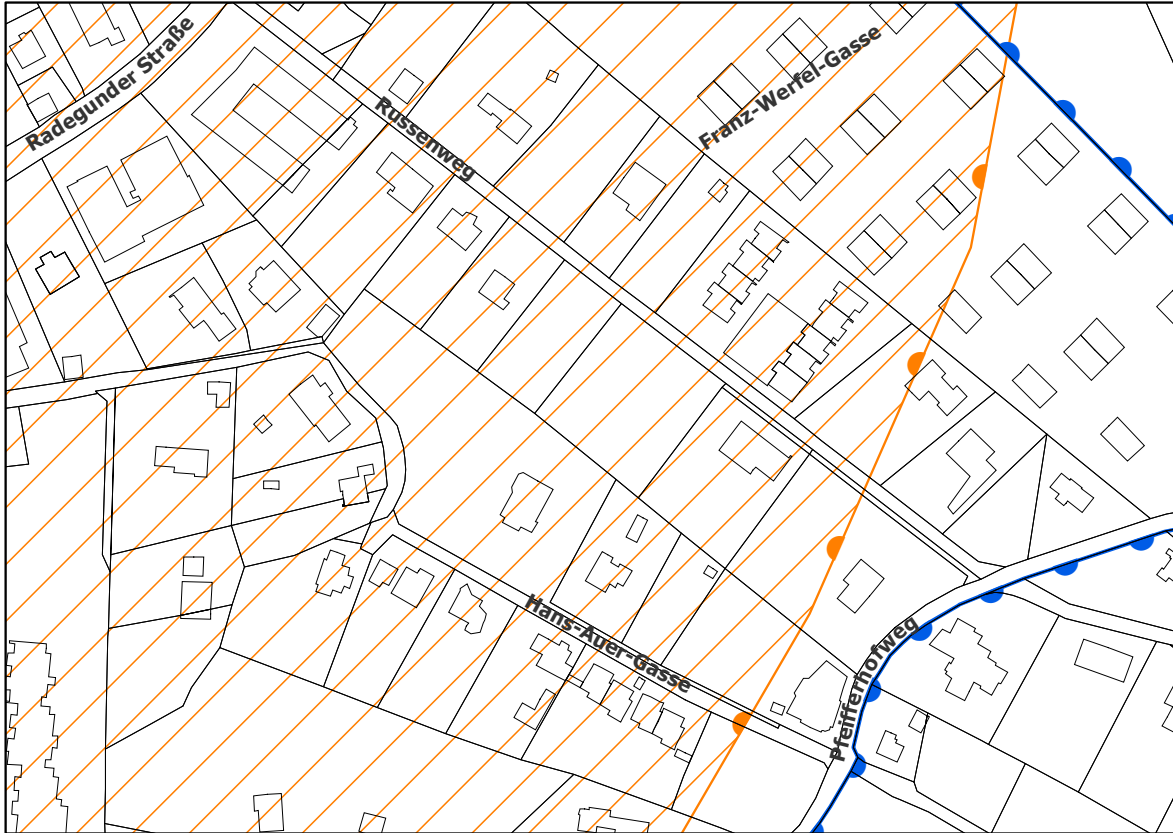 Radegunder Straße
Russenweg
Franz-Werfel-Gasse
Hans-Auer-Gasse
Pfeifferhofweg